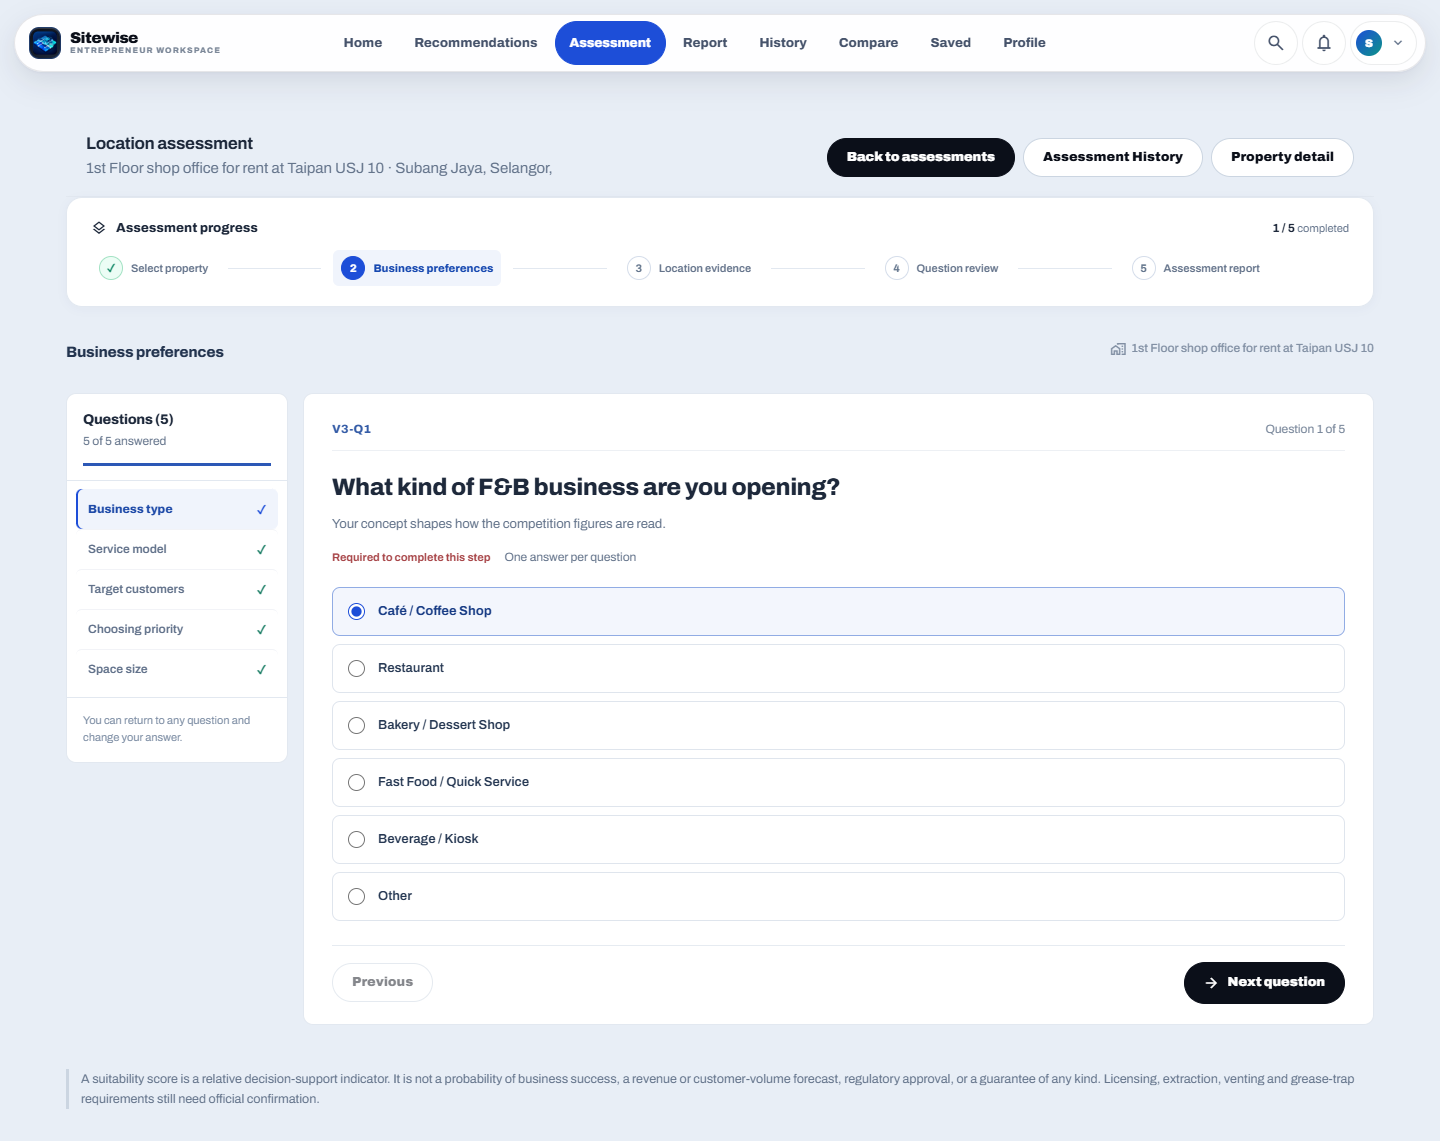 Sitewise
ENTREPRENEUR WORKSPACE
Home
Recommendations
Assessment
Report
History
Compare
Saved
Profile
S
Location assessment
1st Floor shop office for rent at Taipan USJ 10 · Subang Jaya, Selangor,
Back to assessments
Assessment History
Property detail
Assessment progress
1 / 5 completed
Select property
2 Business preferences
3 Location evidence
4 Question review
5 Assessment report
Business preferences
1st Floor shop office for rent at Taipan USJ 10
Questions (5)
5 of 5 answered
Business type
Service model
Target customers
Choosing priority
Space size
You can return to any question and
change your answer.
V3-Q1
Question 1 of 5
What kind of F&B business are you opening?
Your concept shapes how the competition figures are read.
Required to complete this step
One answer per question
Café / Coffee Shop
Restaurant
Bakery / Dessert Shop
Fast Food / Quick Service
Beverage / Kiosk
Other
Previous
Next question
A suitability score is a relative decision-support indicator. It is not a probability of business success, a revenue or customer-volume forecast, regulatory approval, or a guarantee of any kind. Licensing, extraction, venting and grease-trap
requirements still need official confirmation.